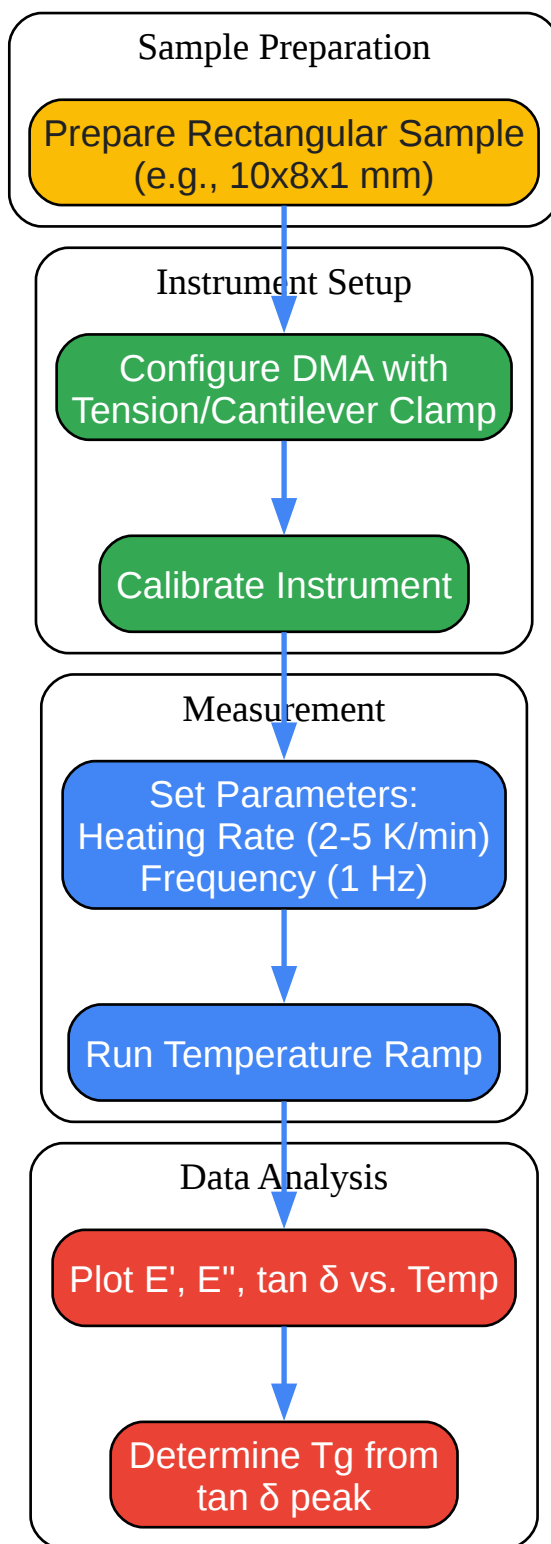 Sample Preparation
Prepare Rectangular Sample
(e.g., 10x8x1 mm)
Instrument Setup
Configure DMA with
Tension/Cantilever Clamp
Calibrate Instrument
Measurement
Set Parameters:
Heating Rate (2-5 K/min)
Frequency (1 Hz)
Run Temperature Ramp
Data Analysis
Plot E', E'', tan δ vs. Temp
Determine Tg from
tan δ peak